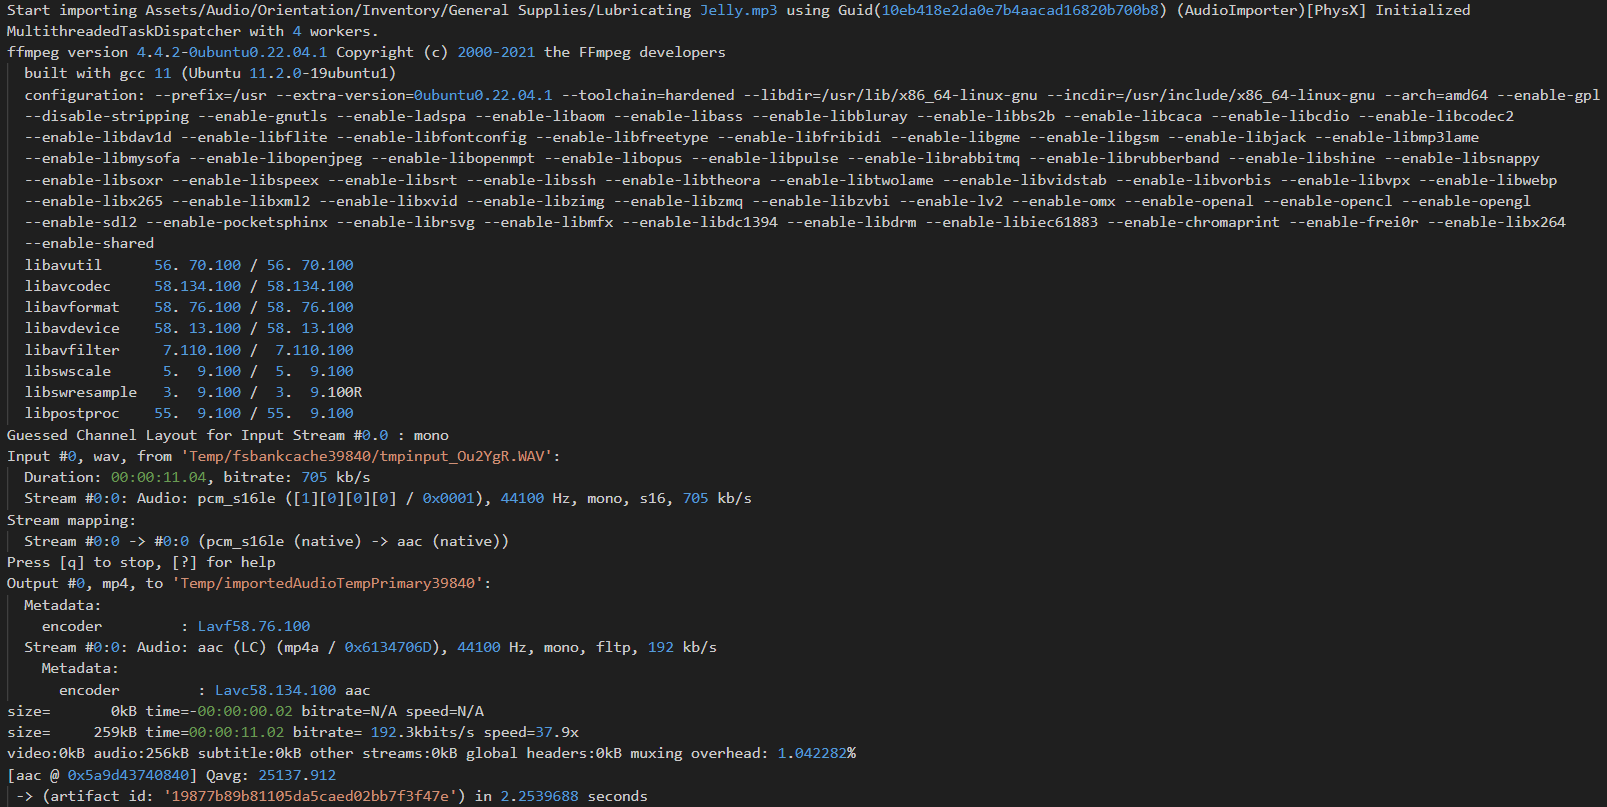 Start importing Assets/Audio/Orientation/Inventory/General Supplies/Lubricating Jelly.mp3 using Guid(10eb418e2da0e7b4aacad16820b700b8) (AudioImporter)[PhysX] Initialized
MultithreadedTaskDispatcher with 4 workers.
ffmpeg version 4.4.2-0ubuntu0.22.04.1 Copyright (c) 2000-2021 the FFmpeg developers
  built with gcc 11 (Ubuntu 11.2.0-19ubuntu1)
  configuration: --prefix=/usr --extra-version=0ubuntu0.22.04.1 --toolchain=hardened --libdir=/usr/lib/x86_64-linux-gnu --incdir=/usr/include/x86_64-linux-gnu --arch=amd64 --enable-gpl
  --disable-stripping --enable-gnutls --enable-ladspa --enable-libaom --enable-libass --enable-libbluray --enable-libbs2b --enable-libcaca --enable-libcdio --enable-libcodec2
  --enable-libdav1d --enable-libflite --enable-libfontconfig --enable-libfreetype --enable-libfribidi --enable-libgme --enable-libgsm --enable-libjack --enable-libmp3lame
  --enable-libmysofa --enable-libopenjpeg --enable-libopenmpt --enable-libopus --enable-libpulse --enable-librabbitmq --enable-librubberband --enable-libshine --enable-libsnappy
  --enable-libsoxr --enable-libspeex --enable-libsrt --enable-libssh --enable-libtheora --enable-libtwolame --enable-libvidstab --enable-libvorbis --enable-libvpx --enable-libwebp
  --enable-libx265 --enable-libxml2 --enable-libxvid --enable-libzimg --enable-libzmq --enable-libzvbi --enable-lv2 --enable-omx --enable-openal --enable-opencl --enable-opengl
  --enable-sdl2 --enable-pocketsphinx --enable-librsvg --enable-libmfx --enable-libdc1394 --enable-libdrm --enable-libiec61883 --enable-chromaprint --enable-frei0r --enable-libx264
  --enable-shared
  libavutil      56. 70.100 / 56. 70.100
  libavcodec     58.134.100 / 58.134.100
  libavformat    58. 76.100 / 58. 76.100
  libavdevice    58. 13.100 / 58. 13.100
  libavfilter     7.110.100 /  7.110.100
  libswscale      5.  9.100 /  5.  9.100
  libswresample   3.  9.100 /  3.  9.100R
  libpostproc    55.  9.100 / 55.  9.100
Guessed Channel Layout for Input Stream #0.0 : mono
Input #0, wav, from 'Temp/fsbankcache39840/tmpinput_Ou2YgR.WAV':
  Duration: 00:00:11.04, bitrate: 705 kb/s
  Stream #0:0: Audio: pcm_s16le ([1][0][0][0] / 0x0001), 44100 Hz, mono, s16, 705 kb/s
Stream mapping:
  Stream #0:0 -> #0:0 (pcm_s16le (native) -> aac (native))
Press [q] to stop, [?] for help
Output #0, mp4, to 'Temp/importedAudioTempPrimary39840':
  Metadata:
    encoder         : Lavf58.76.100
  Stream #0:0: Audio: aac (LC) (mp4a / 0x6134706D), 44100 Hz, mono, fltp, 192 kb/s
    Metadata:
      encoder         : Lavc58.134.100 aac
size=       0kB time=-00:00:00.02 bitrate=N/A speed=N/A
size=     259kB time=00:00:11.02 bitrate= 192.3kbits/s speed=37.9x
video:0kB audio:256kB subtitle:0kB other streams:0kB global headers:0kB muxing overhead: 1.042282%
[aac @ 0x5a9d43740840] Qavg: 25137.912
 -> (artifact id: '19877b89b81105da5caed02bb7f3f47e') in 2.2539688 seconds